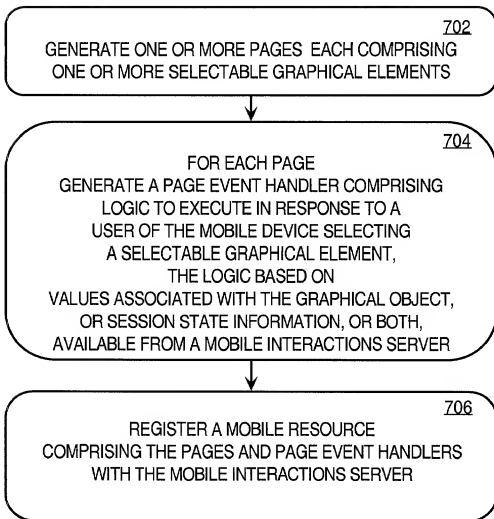 702
GENERATE ONE OR MORE PAGES EACH COMPRISING
ONE OR MORE SELECTABLE GRAPHICAL ELEMENTS
704
FOR EACH PAGE
GENERATE A PAGE EVENT HANDLER COMPRISING
LOGIC TO EXECUTE IN RESPONSE TO A
USER OF THE MOBILE DEVICE SELECTING
A SELECTABLE GRAPHICAL ELEMENT,
THE LOGIC BASED ON
VALUES ASSOCIATED WITH THE GRAPHICAL OBJECT,
OR SESSION STATE INFORMATION, OR BOTH,
AVAILABLE FROM A MOBILE INTERACTIONS SERVER
706
REGISTER A MOBILE RESOURCE
COMPRISING THE PAGES AND PAGE EVENT HANDLERS
WITH THE MOBILE INTERACTIONS SERVER